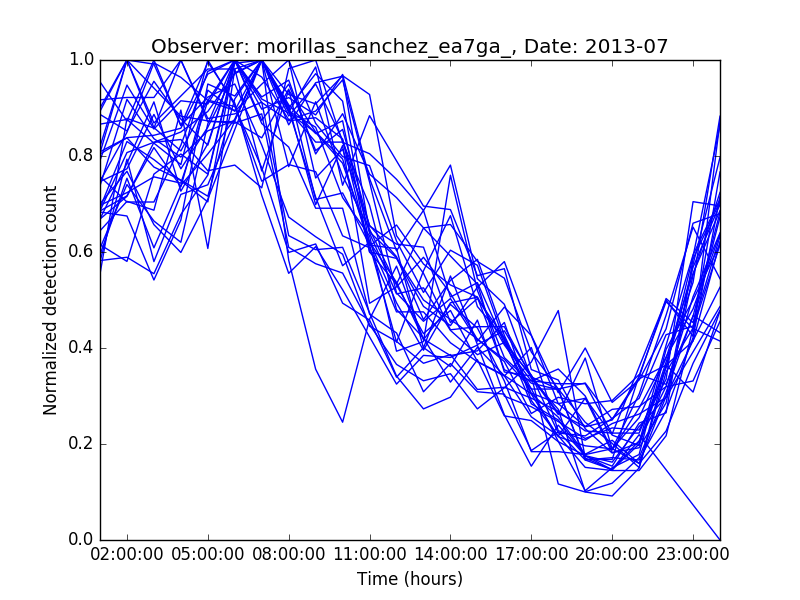 Observer: morillas_sanchez_ea7ga_, Date: 2013-07
1.0
0.8
0.6
0.4
0.2
0.0
Normalized detection count
02:00:00 05:00:00 08:00:00 11:00:00 14:00:00 17:00:00 20:00:00 23:00:00
Time (hours)